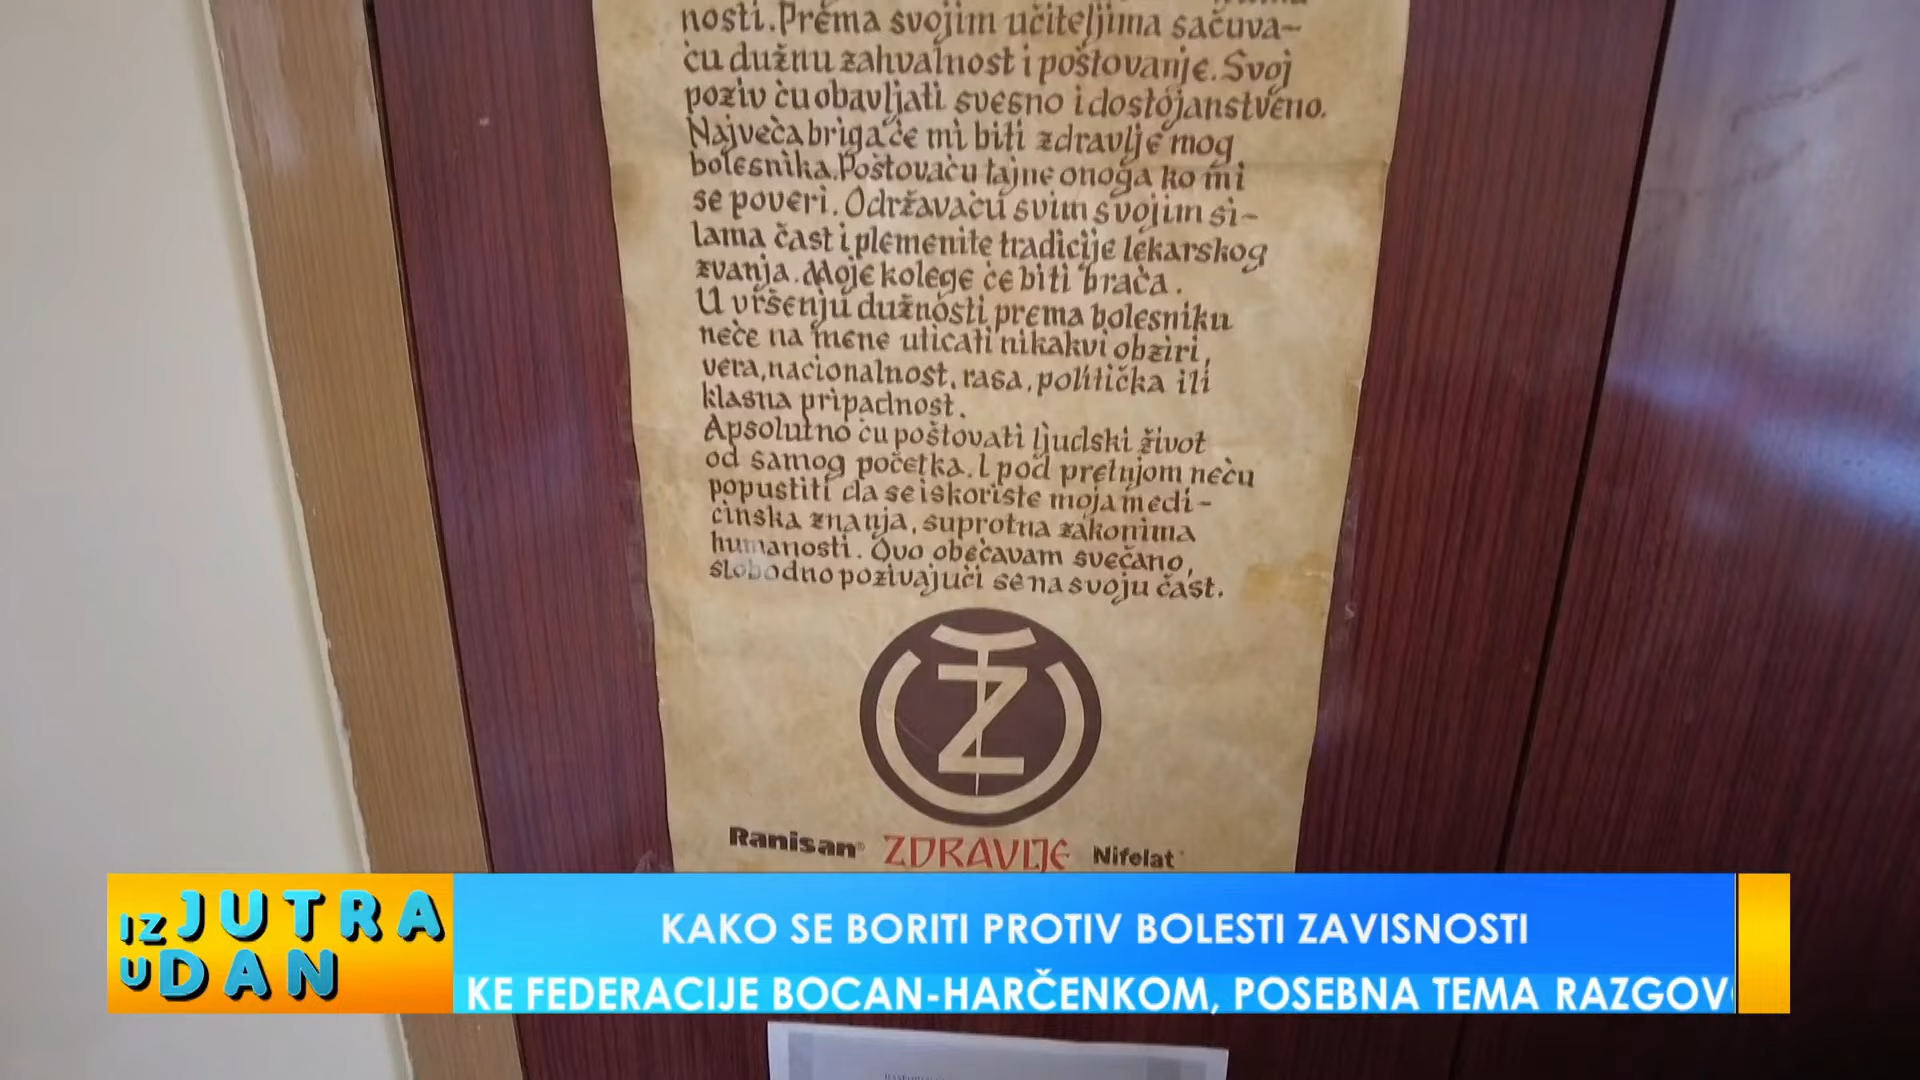 nosti. Prema svojim učiteljima sačuva-
ću dužnu zahvalnost i poštovanje. Svoj
poziv ću obavljati svesno i dostojanstveno.
Najveća briga će mi biti zdravlje mog
bolesnika. Poštovaću tajne onoga ko mi
se poveri. Održavaću svim svojim si-
lama čast i plemenite tradicije lekarskog
zvanja. Moje kolege će biti braća.
U vršenju dužnosti prema bolesniku
neće na mene uticati nikakvi obziri,
vera, nacionalnost, rasa, politička ili
klasna pripadnost.
Apsolutno ću poštovati ljudski život
od samog početka. I pod pretnjom neću
popustiti da se iskoriste moja medi-
cinska znanja, suprotna zakonima
humanosti. Ovo obećavam svečano,
slobodno pozivajući se na svoju čast.
Ž
Ranisan® ZDRAVLJE Nifelat
IZ JUTRA
U DAN
KAKO SE BORITI PROTIV BOLESTI ZAVISNOSTI
KE FEDERACIJE BOCAN-HARČENKOM, POSEBNA TEMA RAZGOV